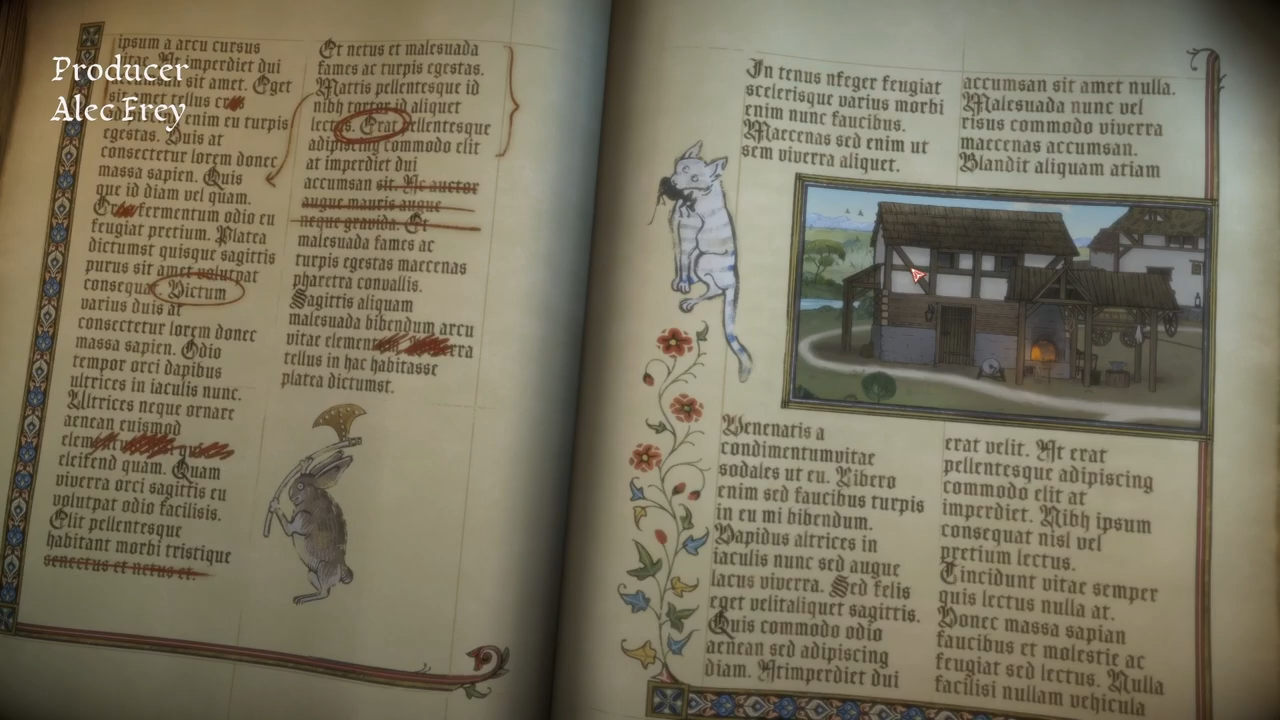 Producer
Alec Frey
ipsum a arcu cursus
vitae. At imperdiet dui
accumsan sit amet. Eget
sit amet tellus
enim eu turpis
egestas. Duis at
consectetur lorem donec
massa sapien. Quis
que id diam vel quam.
fermentum odio eu
feugiat pretium. Platea
dictumst quisque sagittis
purus sit amet volutpat
consequat Dictum
varius duis at
consectetur lorem donec
massa sapien. Odio
tempor orci dapibus
ultrices in iaculis nunc.
Ultrices neque ornare
aenean euismod
eleifend quam. Quam
viverra orci sagittis eu
volutpat odio facilisis.
Elit pellentesque
habitant morbi tristique
senectus et netus et.
Et netus et malesuada
fames ac turpis egestas.
Mattis pellentesque id
nibh tortor id aliquet
lectus. Erat pellentesque
adipiscing commodo elit
at imperdiet dui
accumsan sit. Ac auctor
augue mauris augue
neque gravida. Et
malesuada fames ac
turpis egestas maecenas
pharetra convallis.
Sagittis aliquam
malesuada bibendum arcu
vitae
tellus in hac habitasse
platea dictumst.
In tenus nfeger feugiat
scelerisque varius morbi
enim nunc faucibus.
Maecenas sed enim ut
sem viverra aliquet.
accumsan sit amet nulla.
Malesuada nunc vel
risus commodo viverra
maecenas accumsan.
Blandit aliquam atiam
Venenatis a
condimentumvitae
sodales ut eu. Libero
enim sed faucibus turpis
in eu mi bibendum.
Dapidus altrices in
iaculis nunc sed augue
lacus viverra. Sed felis
eget velitaliquet sagittis.
Quis commodo odio
aenean sed adipiscing
diam. Atimperdiet dui
erat velit. At erat
pellentesque adipiscing
commodo elit at
imperdiet. Nibh ipsum
consequat nisl vel
pretium lectus.
Tincidunt vitae semper
quis lectus nulla at.
Donec massa sapian
faucibus et molestie ac
feugiat sed lectus. Nulla
facilisi nullam vehicula